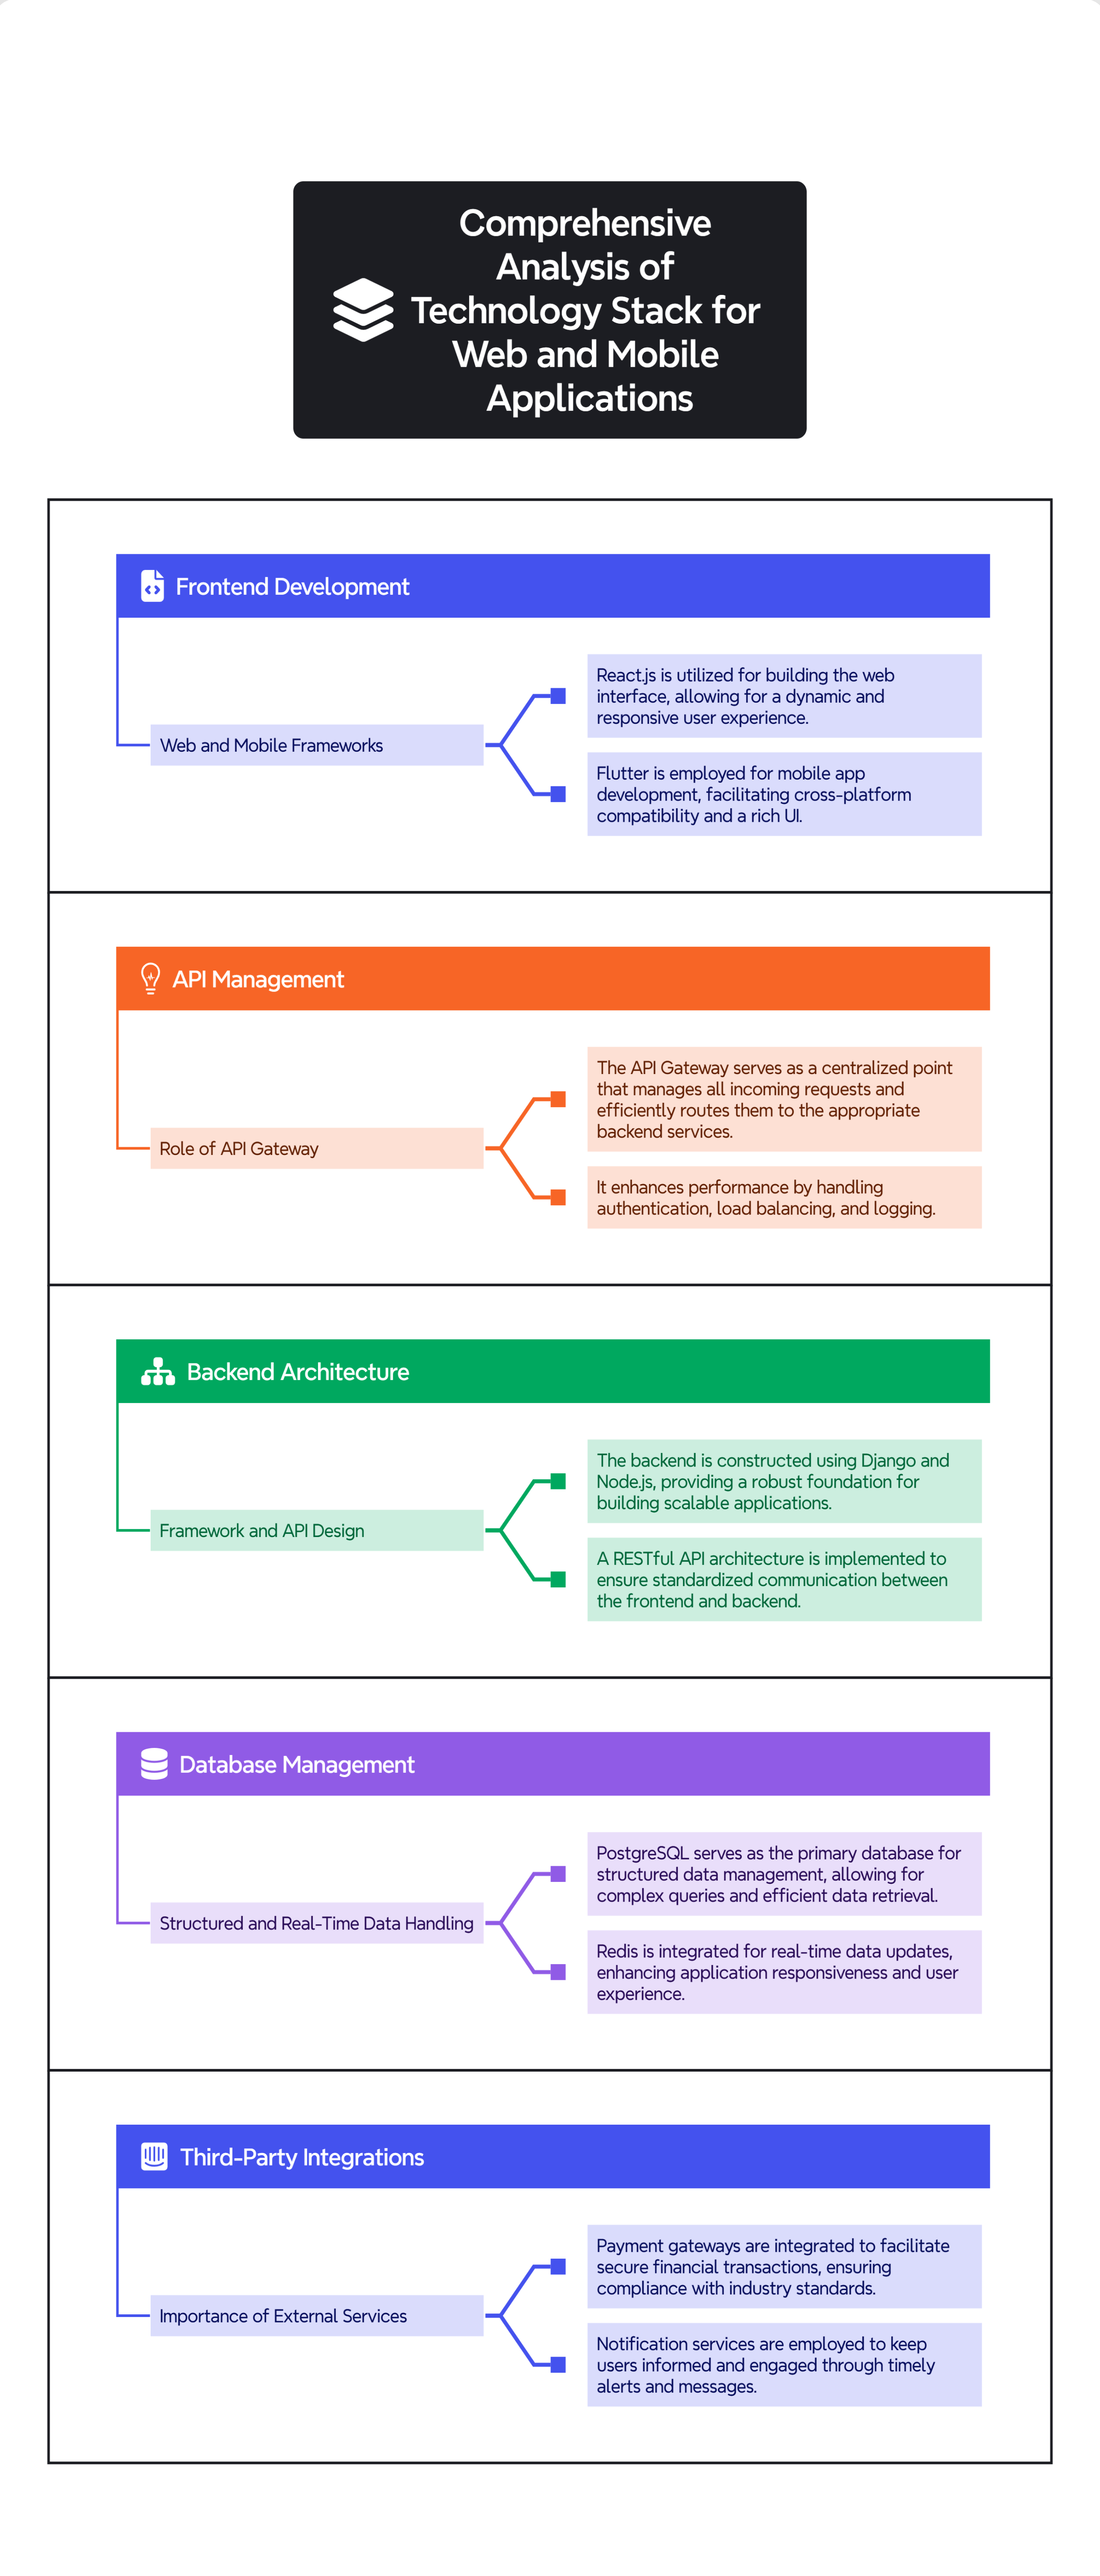 Comprehensive
Analysis of
Technology Stack for
Web and Mobile
Applications
Frontend Development
Web and Mobile Frameworks
React.js is utilized for building the web
interface, allowing for a dynamic and
responsive user experience.
Flutter is employed for mobile app
development, facilitating cross-platform
compatibility and a rich UI.
API Management
Role of API Gateway
The API Gateway serves as a centralized point
that manages all incoming requests and
efficiently routes them to the appropriate
backend services.
It enhances performance by handling
authentication, load balancing, and logging.
Backend Architecture
Framework and API Design
The backend is constructed using Django and
Node.js, providing a robust foundation for
building scalable applications.
A RESTful API architecture is implemented to
ensure standardized communication between
the frontend and backend.
Database Management
Structured and Real-Time Data Handling
PostgreSQL serves as the primary database for
structured data management, allowing for
complex queries and efficient data retrieval.
Redis is integrated for real-time data updates,
enhancing application responsiveness and user
experience.
Third-Party Integrations
Importance of External Services
Payment gateways are integrated to facilitate
secure financial transactions, ensuring
compliance with industry standards.
Notification services are employed to keep
users informed and engaged through timely
alerts and messages.